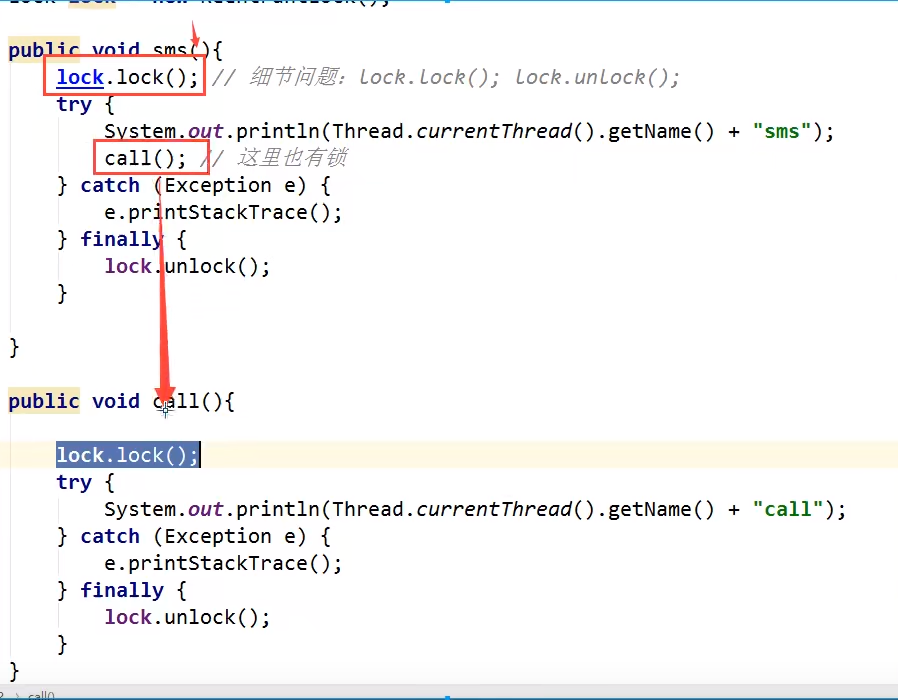 public void sms(){
lock.lock(); // 细节问题：lock.lock(); lock.unlock();
try {
System.out.println(Thread.currentThread().getName() + "sms");
call(); // 这里也有锁
} catch (Exception e) {
e.printStackTrace();
} finally {
lock.unlock();
}
}
public void call(){
lock.lock();
try {
System.out.println(Thread.currentThread().getName() + "call");
} catch (Exception e) {
e.printStackTrace();
} finally {
lock.unlock();
}
}
call()